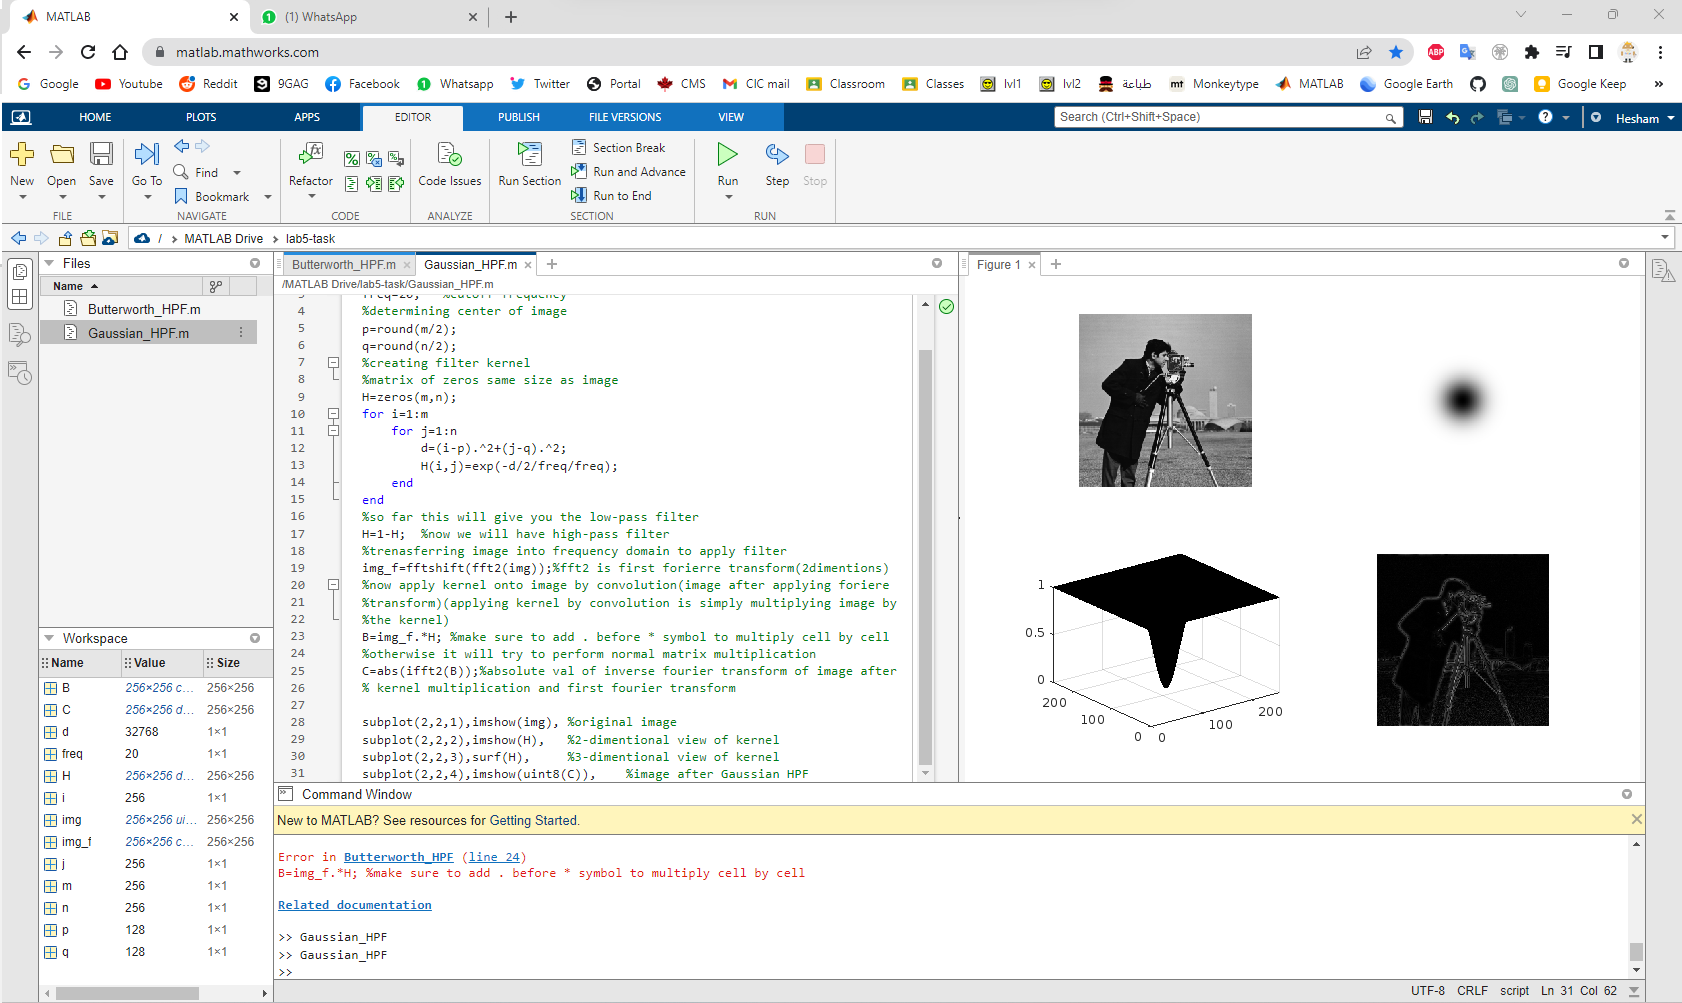 MATLAB
(1) WhatsApp
matlab.mathworks.com
Google
Youtube
Reddit
9GAG
Facebook
Whatsapp
Twitter
Portal
CMS
CIC mail
Classroom
Classes
lvl1
lvl2
طباعة
mt Monkeytype
MATLAB
Google Earth
Google Keep
»
HOME PLOTS APPS EDITOR PUBLISH FILE VERSIONS VIEW
Search (Ctrl+Shift+Space)
Hesham
New Open Save
FILE
Go To
Find
Bookmark
NAVIGATE
Refactor
CODE
Code Issues
ANALYZE
Run Section
Section Break
Run and Advance
Run to End
SECTION
Run Step Stop
RUN
/ › MATLAB Drive › lab5-task
Files
Name
Butterworth_HPF.m
Gaussian_HPF.m
Workspace
Name Value Size
B 256×256 c... 256×256
C 256×256 d... 256×256
d 32768 1×1
freq 20 1×1
H 256×256 d... 256×256
i 256 1×1
img 256×256 ui... 256×256
img_f 256×256 c... 256×256
j 256 1×1
m 256 1×1
n 256 1×1
p 128 1×1
q 128 1×1
Butterworth_HPF.m × Gaussian_HPF.m × +
/MATLAB Drive/lab5-task/Gaussian_HPF.m
3 freq=20; %cutoff frequency
4 %determining center of image
5 p=round(m/2);
6 q=round(n/2);
7 %creating filter kernel
8 %matrix of zeros same size as image
9 H=zeros(m,n);
10 for i=1:m
11 for j=1:n
12 d=(i-p).^2+(j-q).^2;
13 H(i,j)=exp(-d/2/freq/freq);
14 end
15 end
16 %so far this will give you the low-pass filter
17 H=1-H; %now we will have high-pass filter
18 %trenasferring image into frequency domain to apply filter
19 img_f=fftshift(fft2(img));%fft2 is first forierre transform(2dimentions)
20 %now apply kernel onto image by convolution(image after applying foriere
21 %transform)(applying kernel by convolution is simply multiplying image by
22 %the kernel)
23 B=img_f.*H; %make sure to add . before * symbol to multiply cell by cell
24 %otherwise it will try to perform normal matrix multiplication
25 C=abs(ifft2(B));%absolute val of inverse fourier transform of image after
26 % kernel multiplication and first fourier transform
27
28 subplot(2,2,1),imshow(img), %original image
29 subplot(2,2,2),imshow(H), %2-dimentional view of kernel
30 subplot(2,2,3),surf(H), %3-dimentional view of kernel
31 subplot(2,2,4),imshow(uint8(C)), %image after Gaussian HPF
Figure 1 × +
1
0.5
0
200
100
0
0
100
200
Command Window
New to MATLAB? See resources for Getting Started.
Error in Butterworth_HPF (line 24)
B=img_f.*H; %make sure to add . before * symbol to multiply cell by cell
Related documentation
>> Gaussian_HPF
>> Gaussian_HPF
>>
UTF-8 CRLF script Ln 31 Col 62